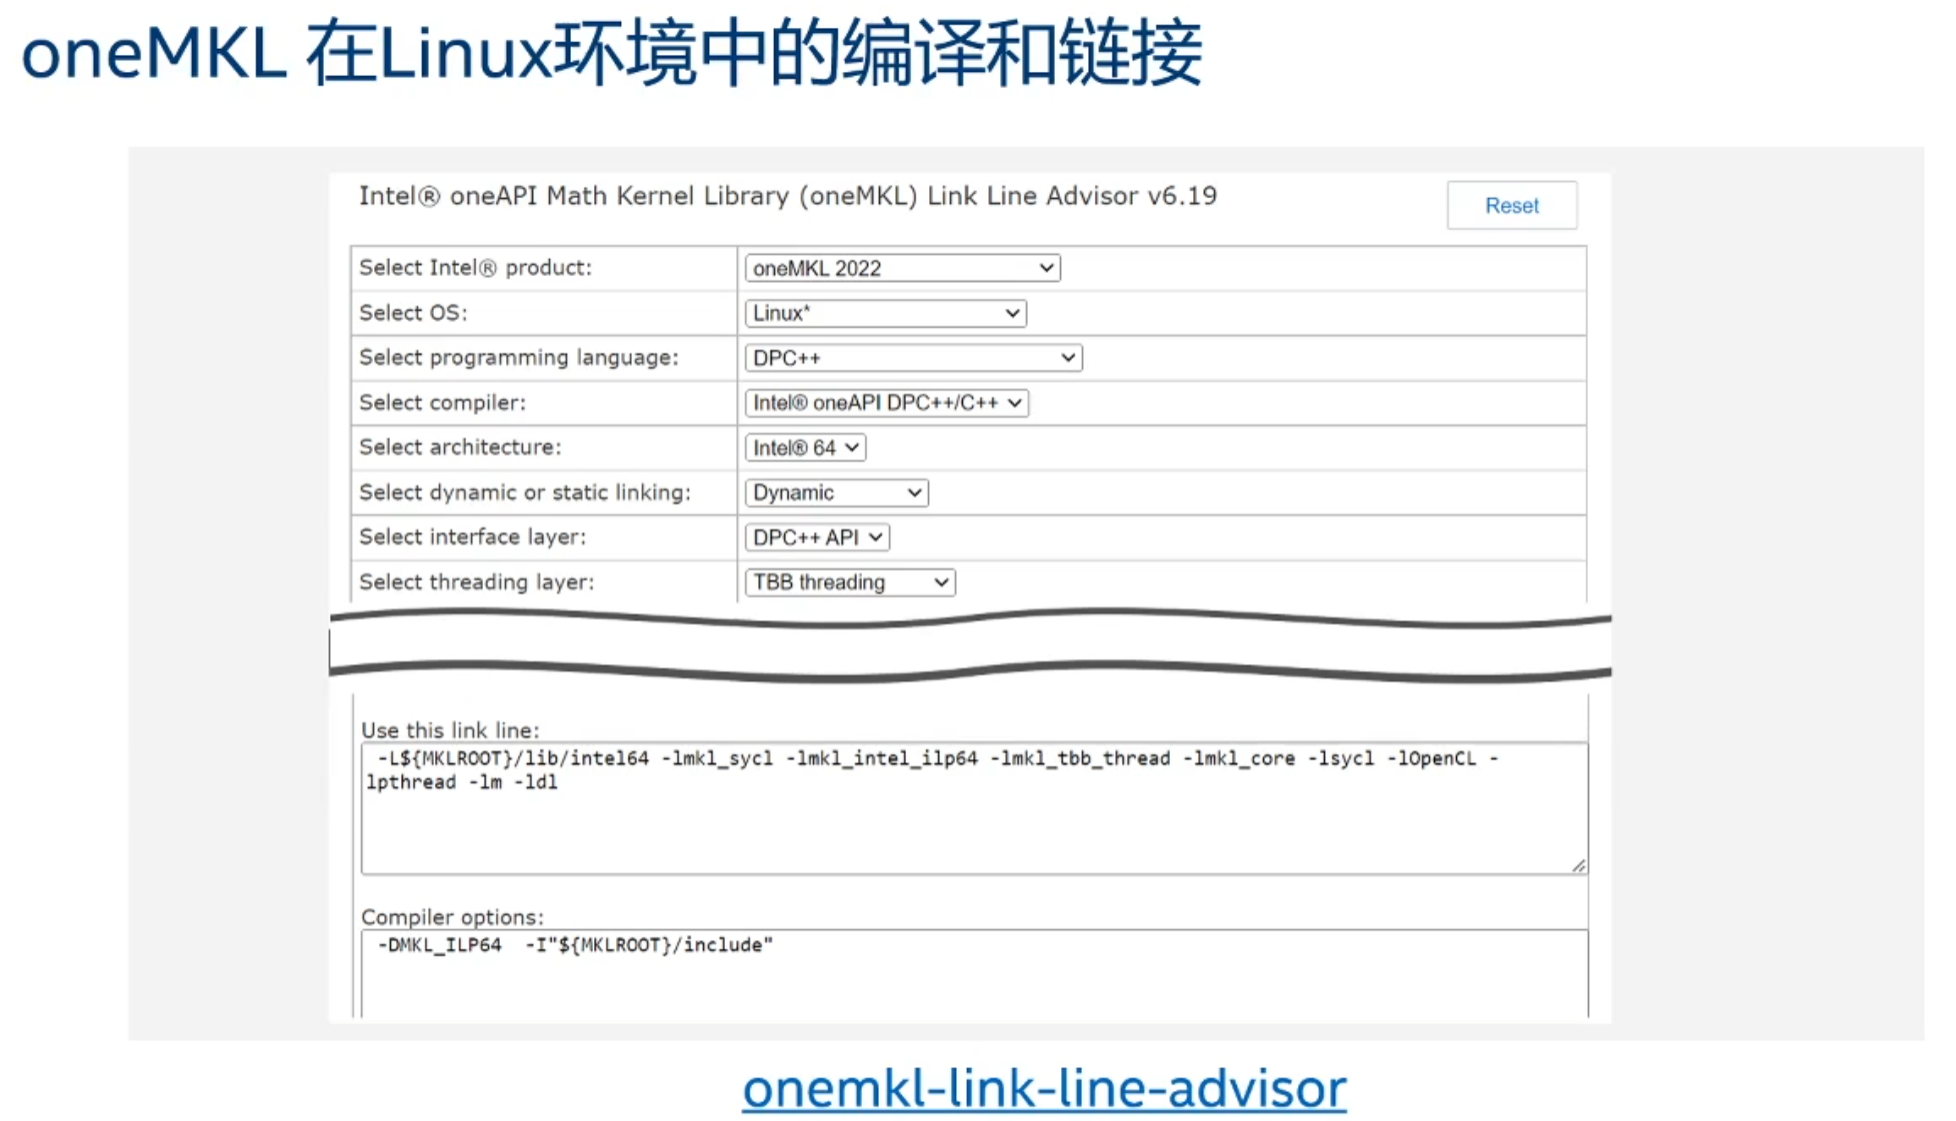 oneMKL 在Linux环境中的编译和链接
Intel® oneAPI Math Kernel Library (oneMKL) Link Line Advisor v6.19
Reset
Select Intel® product: oneMKL 2022
Select OS: Linux*
Select programming language: DPC++
Select compiler: Intel® oneAPI DPC++/C++
Select architecture: Intel® 64
Select dynamic or static linking: Dynamic
Select interface layer: DPC++ API
Select threading layer: TBB threading
Use this link line:
-L${MKLROOT}/lib/intel64 -lmkl_sycl -lmkl_intel_ilp64 -lmkl_tbb_thread -lmkl_core -lsycl -lOpenCL -
lpthread -lm -ldl
Compiler options:
-DMKL_ILP64 -I"${MKLROOT}/include"
onemkl-link-line-advisor